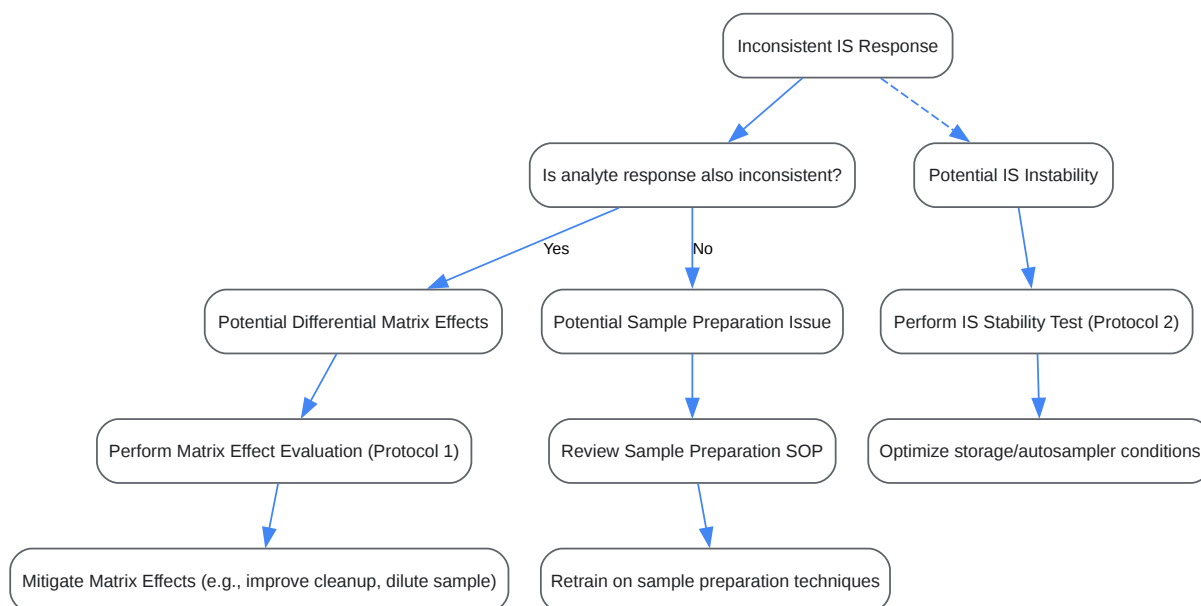 Inconsistent IS Response
Is analyte response also inconsistent?
Potential IS Instability
Yes
No
Potential Differential Matrix Effects
Potential Sample Preparation Issue
Perform IS Stability Test (Protocol 2)
Perform Matrix Effect Evaluation (Protocol 1)
Review Sample Preparation SOP
Optimize storage/autosampler conditions
Mitigate Matrix Effects (e.g., improve cleanup, dilute sample)
Retrain on sample preparation techniques